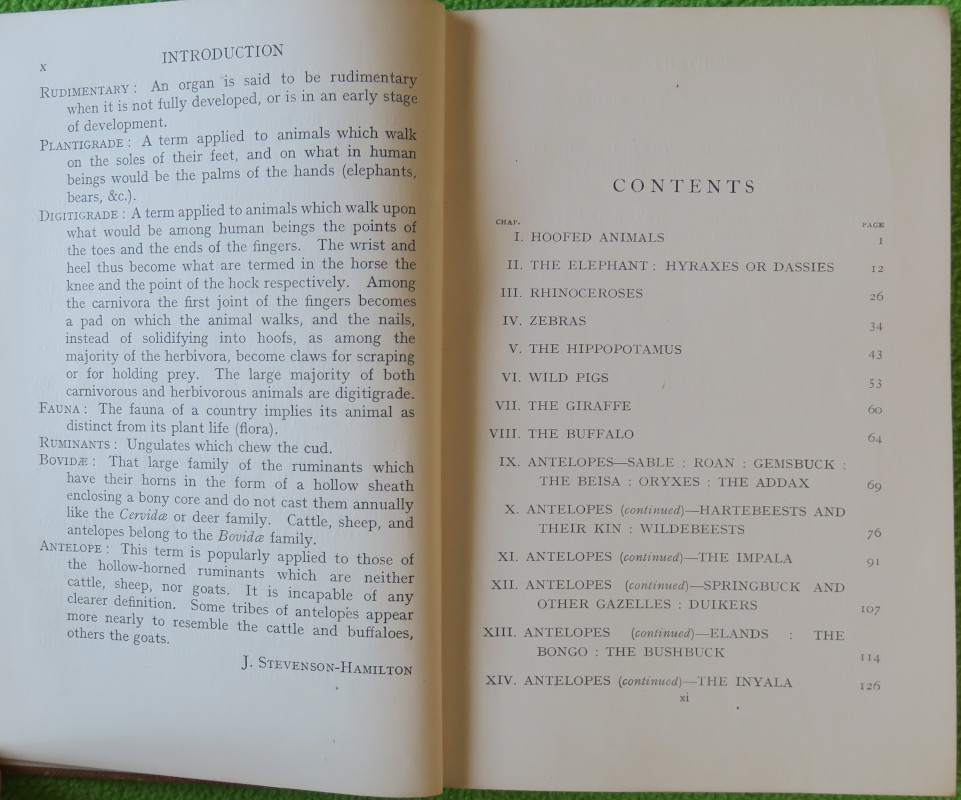 x
INTRODUCTION
RUDIMENTARY : An organ is said to be rudimentary
when it is not fully developed, or is in an early stage
of development.
PLANTIGRADE : A term applied to animals which walk
on the soles of their feet, and on what in human
beings would be the palms of the hands (elephants,
bears, &c.).
DIGITIGRADE : A term applied to animals which walk upon
what would be among human beings the points of
the toes and the ends of the fingers. The wrist and
heel thus become what are termed in the horse the
knee and the point of the hock respectively. Among
the carnivora the first joint of the fingers becomes
a pad on which the animal walks, and the nails,
instead of solidifying into hoofs, as among the
majority of the herbivora, become claws for scraping
or for holding prey. The large majority of both
carnivorous and herbivorous animals are digitigrade.
FAUNA : The fauna of a country implies its animal as
distinct from its plant life (flora).
RUMINANTS : Ungulates which chew the cud.
BOVIDÆ : That large family of the ruminants which
have their horns in the form of a hollow sheath
enclosing a bony core and do not cast them annually
like the Cervidæ or deer family. Cattle, sheep, and
antelopes belong to the Bovidæ family.
ANTELOPE : This term is popularly applied to those of
the hollow-horned ruminants which are neither
cattle, sheep, nor goats. It is incapable of any
clearer definition. Some tribes of antelopes appear
more nearly to resemble the cattle and buffaloes,
others the goats.
J. STEVENSON-HAMILTON
CONTENTS
CHAP. PAGE
I. HOOFED ANIMALS 1
II. THE ELEPHANT : HYRAXES OR DASSIES 12
III. RHINOCEROSES 26
IV. ZEBRAS 34
V. THE HIPPOPOTAMUS 43
VI. WILD PIGS 53
VII. THE GIRAFFE 60
VIII. THE BUFFALO 64
IX. ANTELOPES—SABLE : ROAN : GEMSBUCK :
THE BEISA : ORYXES : THE ADDAX 69
X. ANTELOPES (continued)—HARTEBEESTS AND
THEIR KIN : WILDEBEESTS 76
XI. ANTELOPES (continued)—THE IMPALA 91
XII. ANTELOPES (continued)—SPRINGBUCK AND
OTHER GAZELLES : DUIKERS 107
XIII. ANTELOPES (continued)—ELANDS : THE
BONGO : THE BUSHBUCK 114
XIV. ANTELOPES (continued)—THE INYALA 126
xi